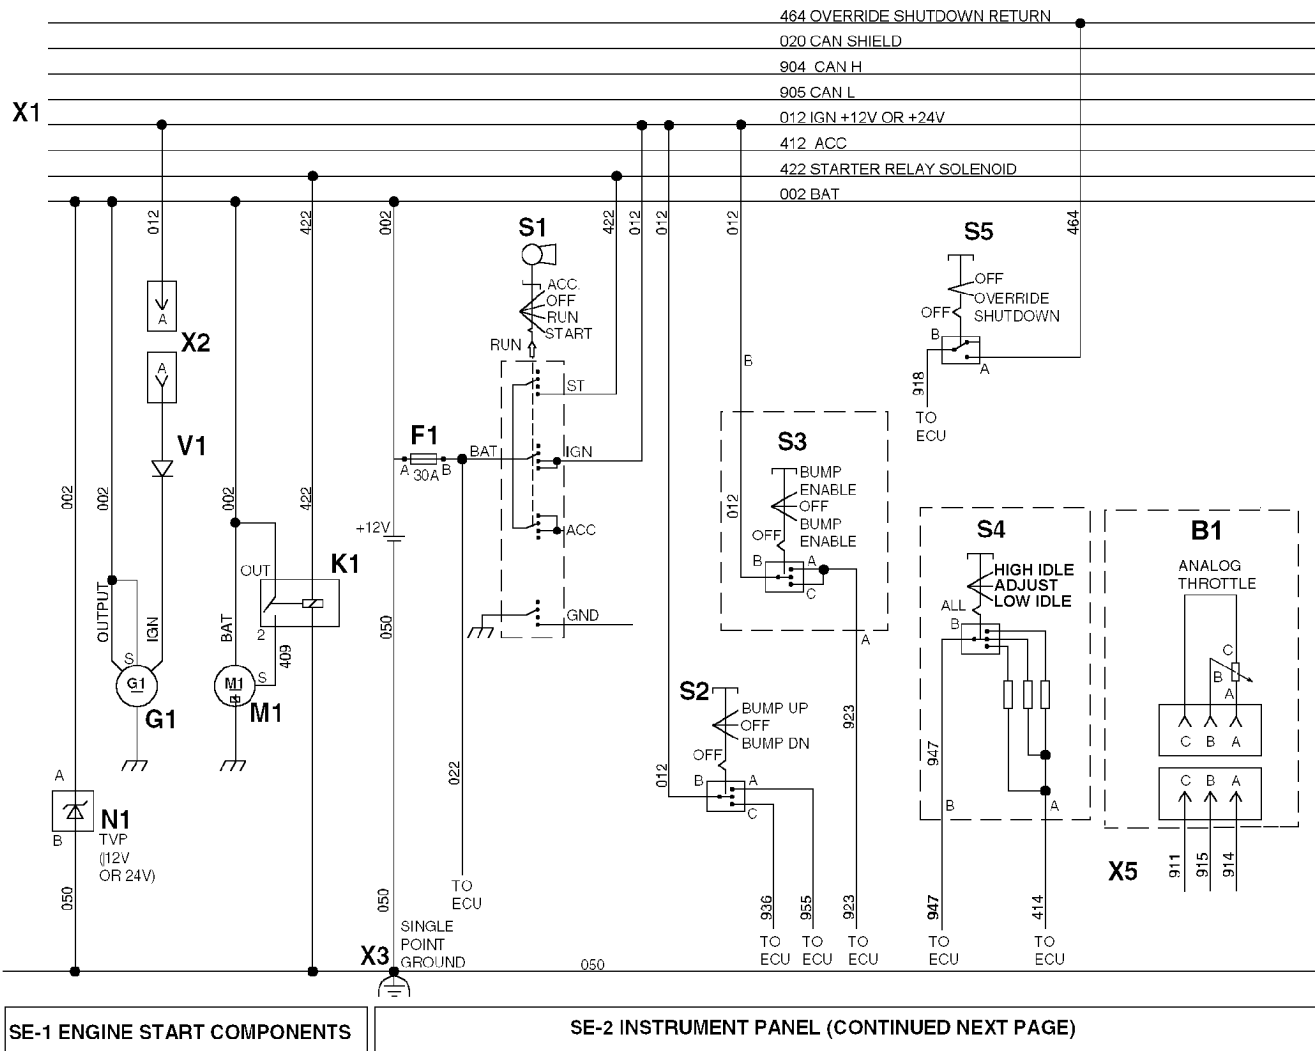 464 OVERRIDE SHUTDOWN RETURN
020 CAN SHIELD
904 CAN H
905 CAN L
X1
012 IGN +12V OR +24V
412 ACC
422 STARTER RELAY SOLENOID
002 BAT
012
422
002
422
012
012
012
464
S1
ACC.
OFF
RUN
START
RUN
S5
OFF
OVERRIDE
SHUTDOWN
OFF
B
A
918
TO
ECU
A
X2
A
V1
B
ST
F1
A
30A
B
BAT
IGN
ACC
GND
S3
BUMP
ENABLE
OFF
BUMP
ENABLE
OFF
012
B
A
C
A
002
002
002
422
+12V
OUT
K1
2
409
OUTPUT
IGN
BAT
050
S
G1
G1
M1
S
M1
S4
HIGH IDLE
ADJUST
LOW IDLE
ALL
B
947
B
A
B1
ANALOG
THROTTLE
C
B
A
C B A
C B A
X5
911
915
914
S2
BUMP UP
OFF
BUMP DN
OFF
B
A
C
012
923
022
A
N1
B
TVP
(|12V
OR 24V)
050
050
TO
ECU
936
955
923
947
414
TO
ECU
TO
ECU
TO
ECU
TO
ECU
TO
ECU
X3
SINGLE
POINT
GROUND
050
SE-1 ENGINE START COMPONENTS
SE-2 INSTRUMENT PANEL (CONTINUED NEXT PAGE)